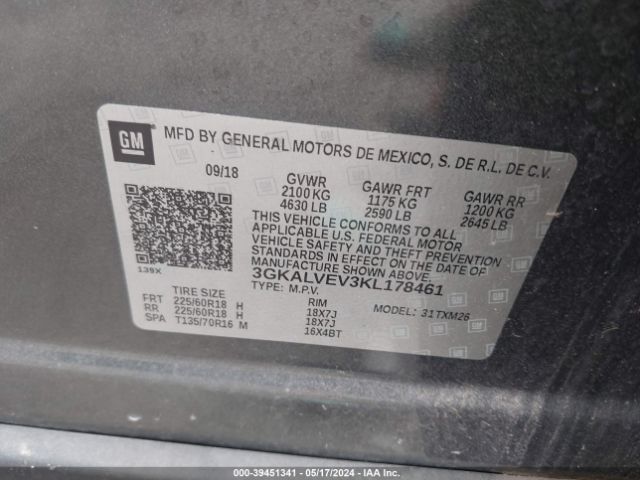 GM
MFD BY GENERAL MOTORS DE MEXICO, S. DE R.L. DE C.V.
09/18
GVWR
2100 KG
4630 LB
GAWR FRT
1175 KG
2590 LB
GAWR RR
1200 KG
2645 LB
THIS VEHICLE CONFORMS TO ALL
APPLICABLE U.S. FEDERAL MOTOR
VEHICLE SAFETY AND THEFT PREVENTION
STANDARDS IN EFFECT ON THE DATE OF
MANUFACTURE SHOWN ABOVE.
3GKALVEV3KL178461
TYPE: M.P.V.
139X
TIRE SIZE RIM MODEL: 31TXM26
FRT 225/60R18 H 18X7J
RR 225/60R18 H 18X7J
SPA T135/70R16 M 16X4BT
000-39451341 - 05/17/2024 - IAA Inc.